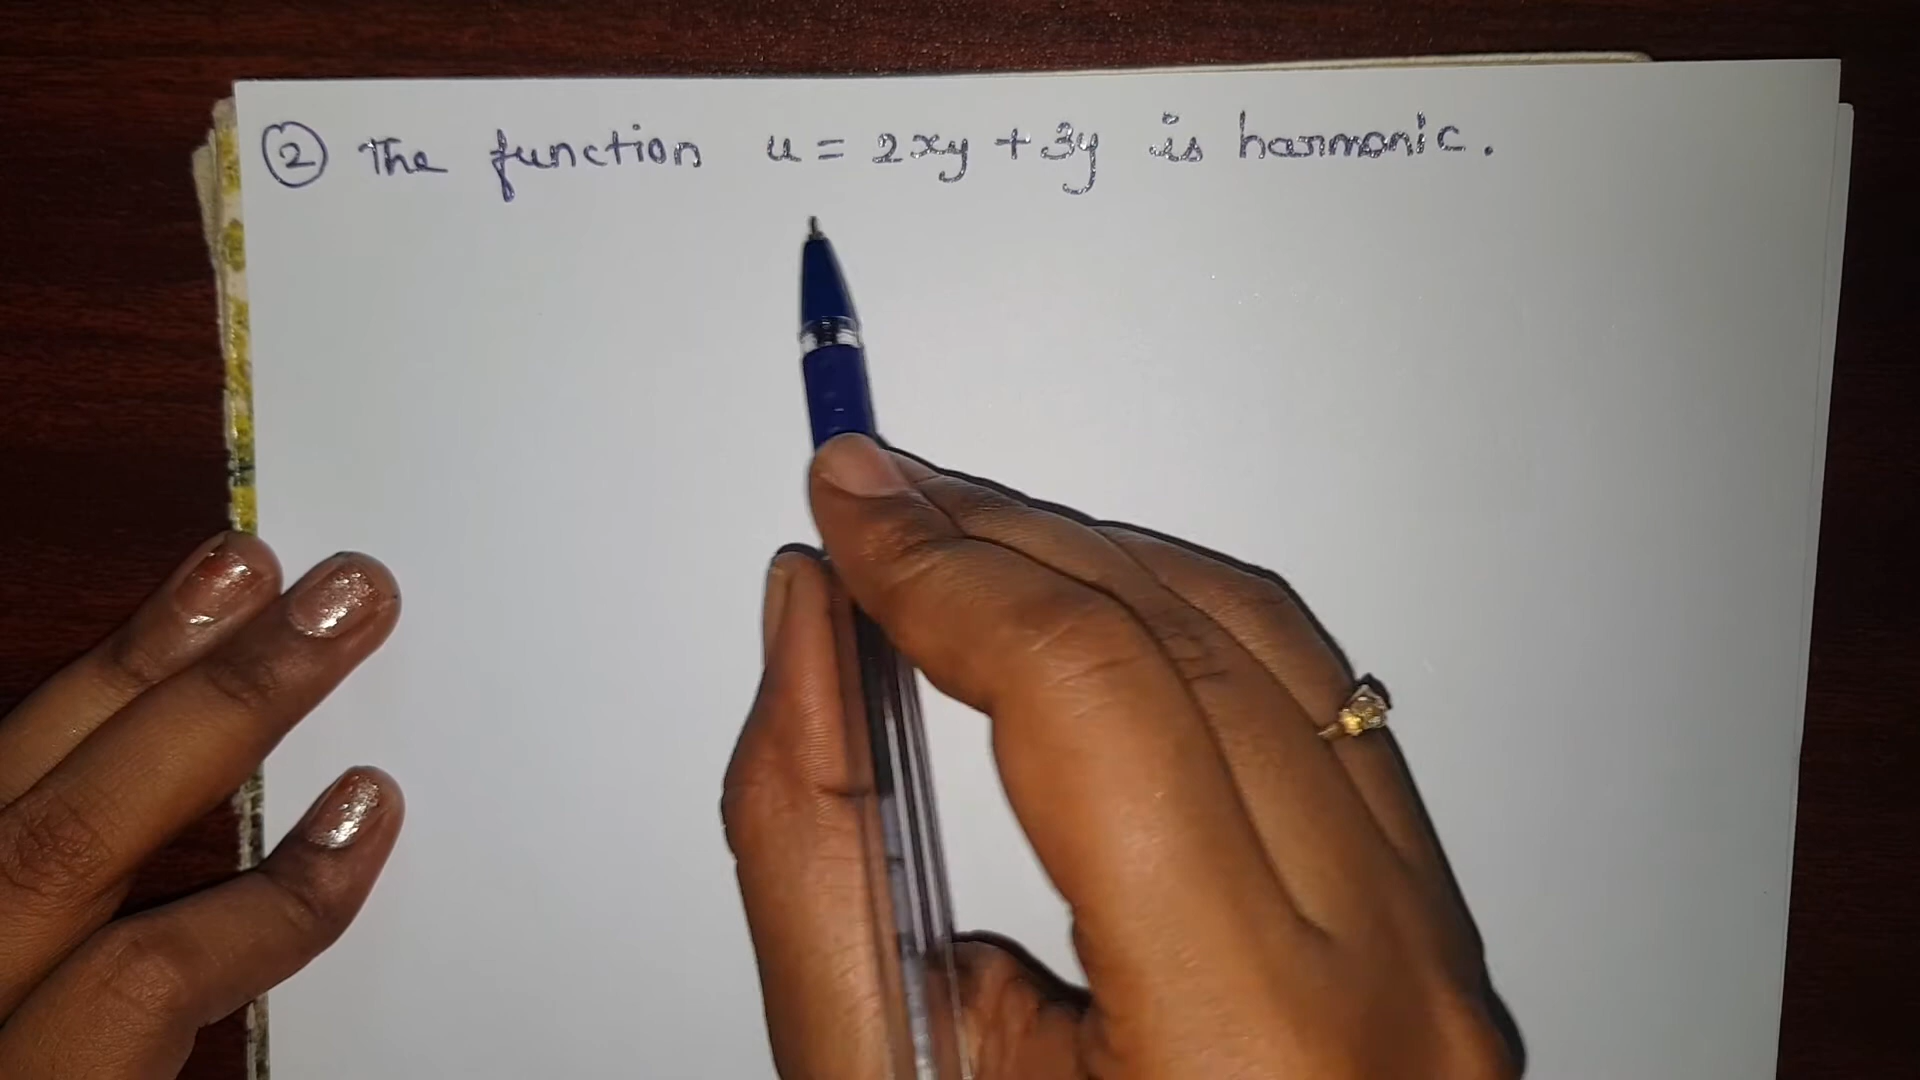 ② The function u = 2xy + 3y is harmonic.